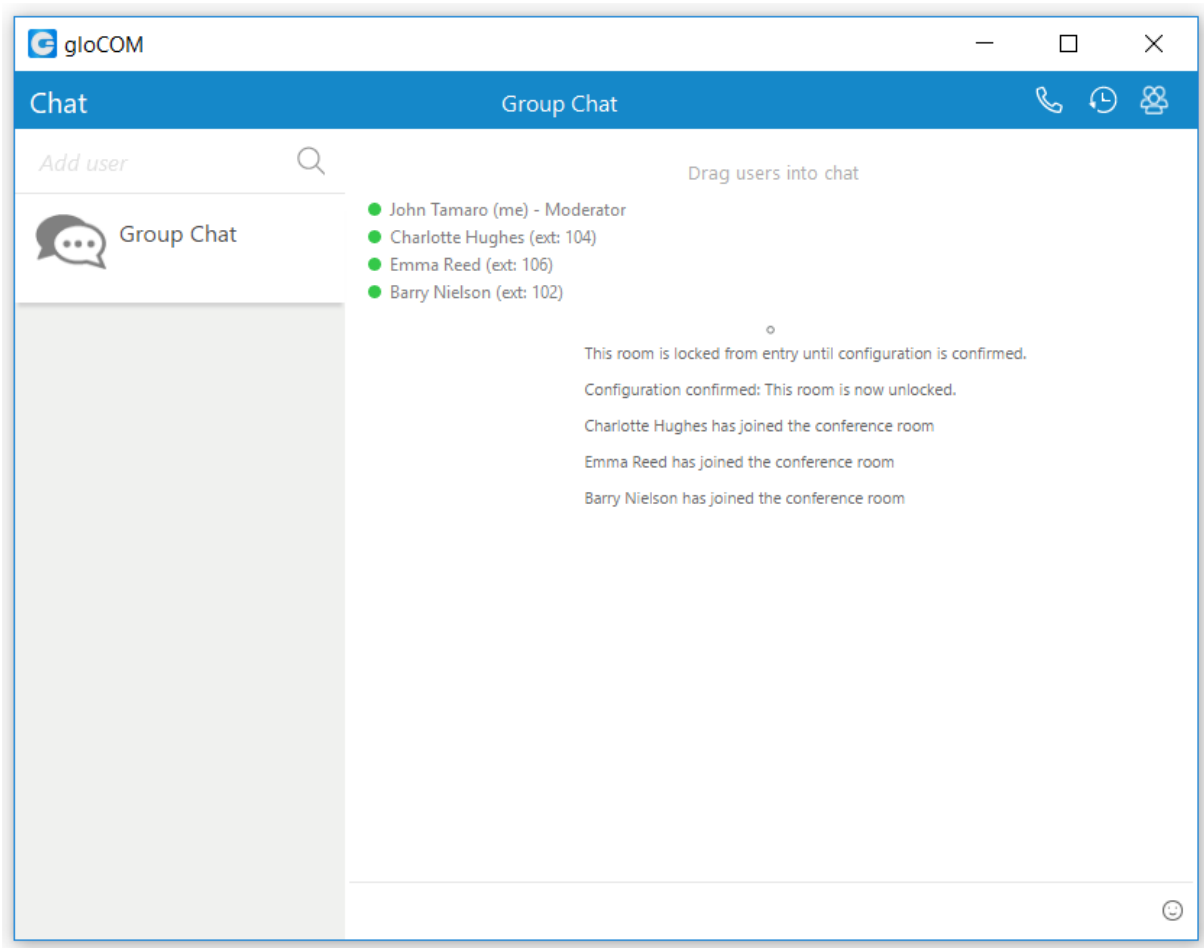 gloCOM
Chat
Group Chat
Add user
Group Chat
Drag users into chat
John Tamaro (me) - Moderator
Charlotte Hughes (ext: 104)
Emma Reed (ext: 106)
Barry Nielson (ext: 102)
This room is locked from entry until configuration is confirmed.
Configuration confirmed: This room is now unlocked.
Charlotte Hughes has joined the conference room
Emma Reed has joined the conference room
Barry Nielson has joined the conference room